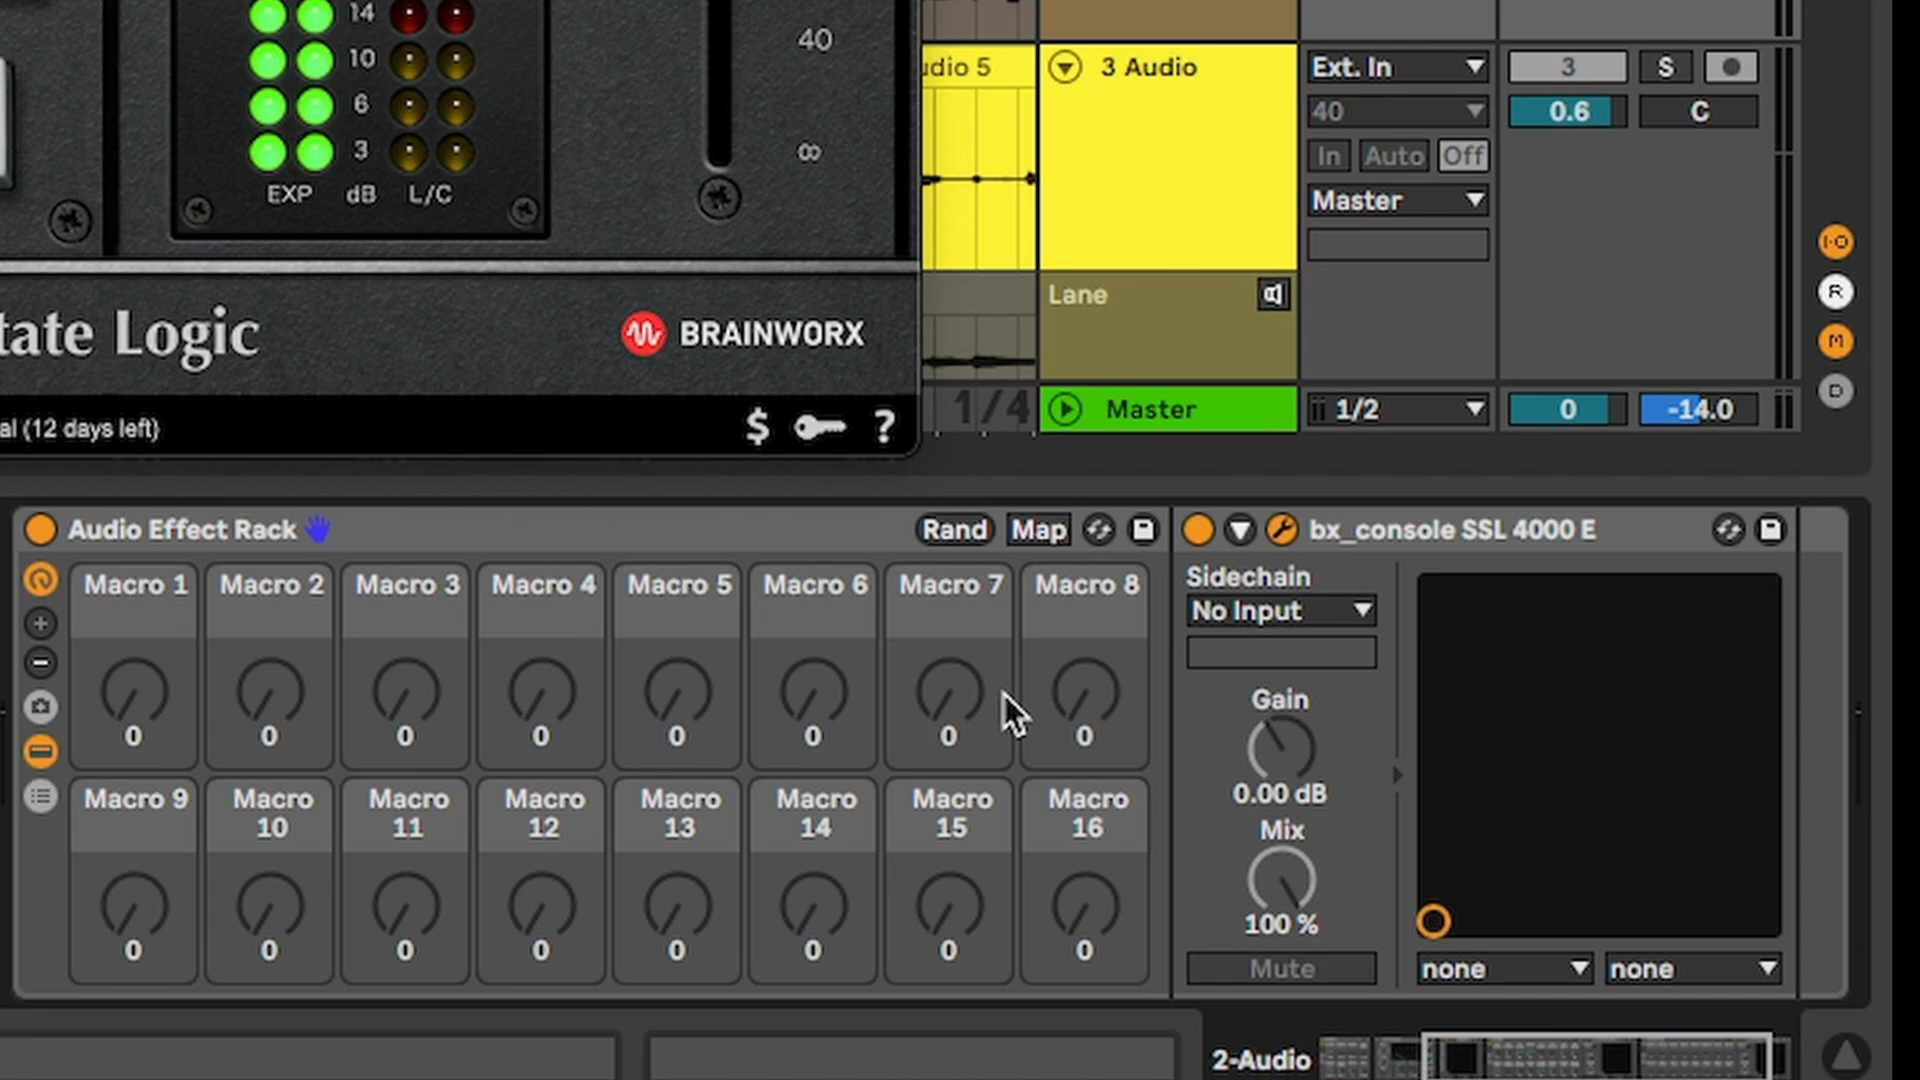 14
10
6
3
EXP dB L/C
40
∞
tate Logic
BRAINWORX
al (12 days left)
$ ?
udio 5
3 Audio
Ext. In
3 S
40
0.6 C
In Auto Off
Master
Lane
1/4
Master
1/2
0 -14.0
I·O
R
M
D
Audio Effect Rack
Rand Map
Macro 1 Macro 2 Macro 3 Macro 4 Macro 5 Macro 6 Macro 7 Macro 8
0 0 0 0 0 0 0 0
Macro 9 Macro 10 Macro 11 Macro 12 Macro 13 Macro 14 Macro 15 Macro 16
0 0 0 0 0 0 0 0
bx_console SSL 4000 E
Sidechain
No Input
Gain
0.00 dB
Mix
100 %
Mute
none none
2-Audio